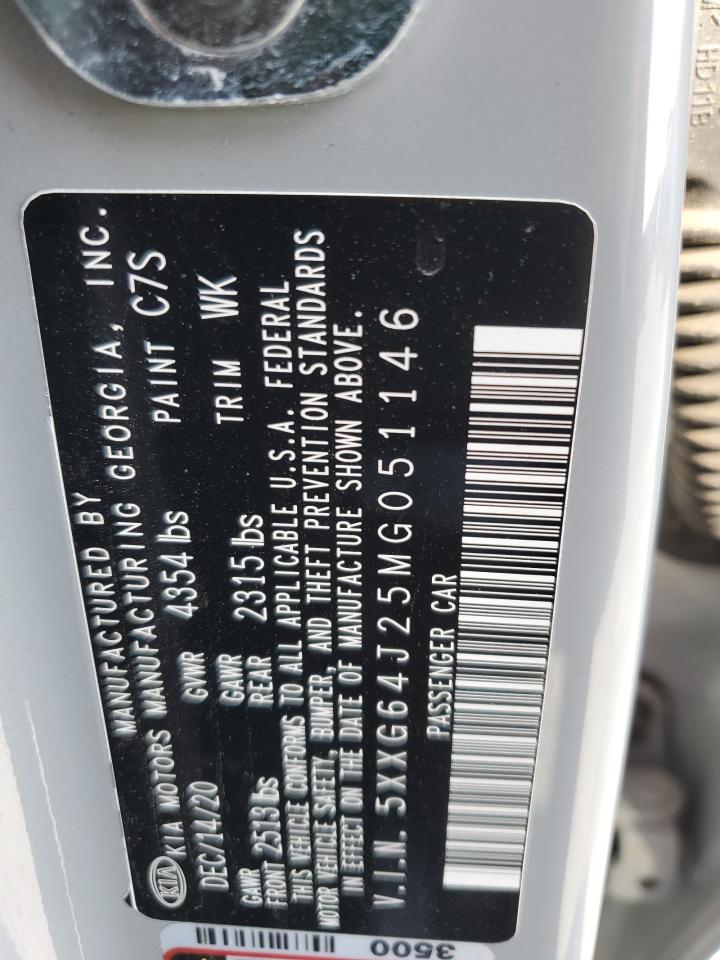 KIA
MANUFACTURED BY
KIA MOTORS MANUFACTURING GEORGIA, INC.
DEC/14/20 GVWR 4354 lbs PAINT C7S
GAWR FRONT 2513 lbs GAWR REAR 2315 lbs TRIM WK
THIS VEHICLE CONFORMS TO ALL APPLICABLE U.S.A. FEDERAL
MOTOR VEHICLE SAFETY, BUMPER, AND THEFT PREVENTION STANDARDS
IN EFFECT ON THE DATE OF MANUFACTURE SHOWN ABOVE.
V.I.N. 5XXG64J25MG051146
PASSENGER CAR
3500
HD11E